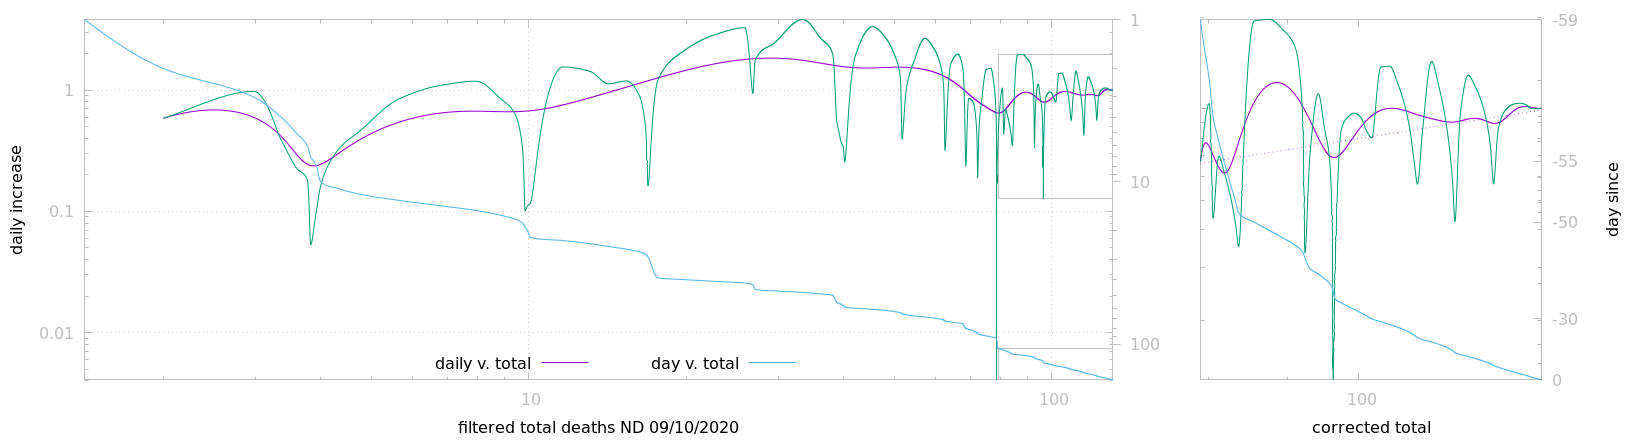 daily increase
1
0.1
0.01
daily v. total
day v. total
10
100
filtered total deaths ND 09/10/2020
1
10
100
-59
-55
-50
-30
0
day since
100
corrected total